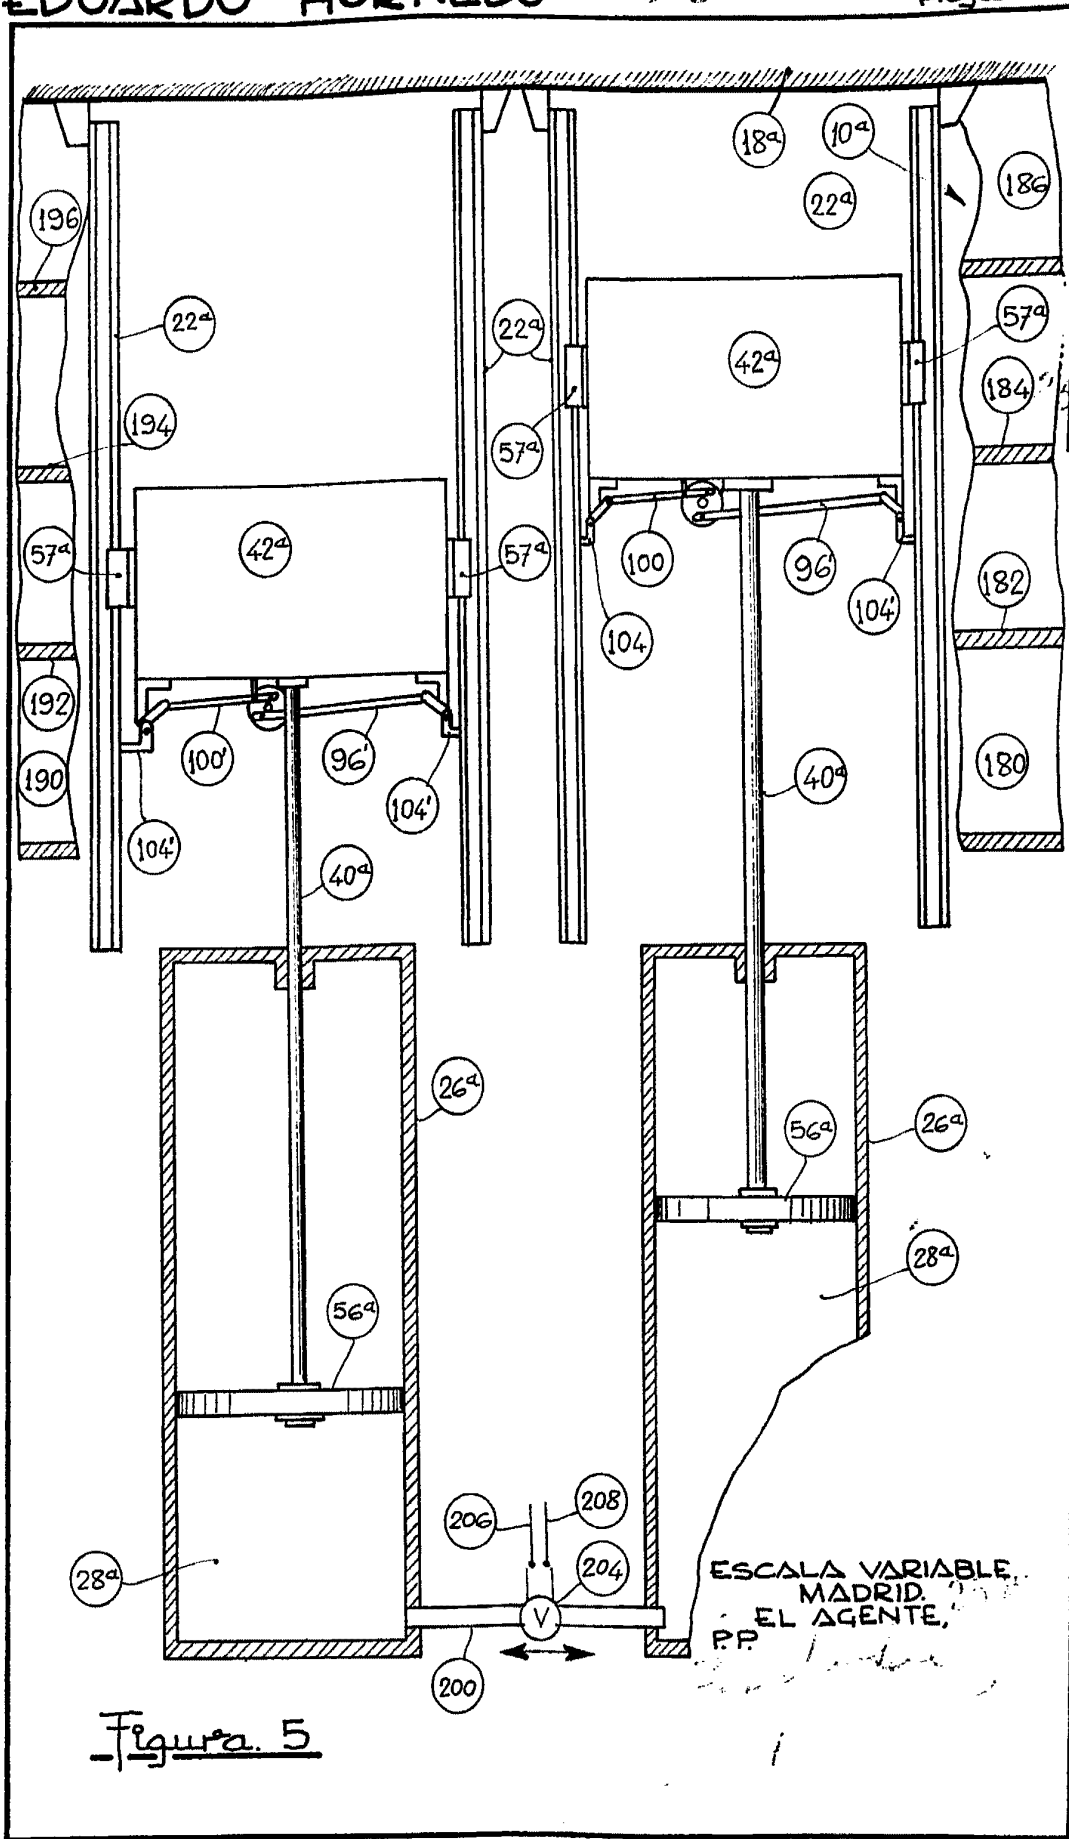 EDUARDO
18ª
10ª
22ª
186
196
22ª
22ª
57ª
42ª
57ª
184
194
57ª
42ª
57ª
100
96'
182
104'
104
192
100'
96'
190
104'
104'
180
40ª
40ª
26ª
56ª
26ª
28ª
56ª
206
208
28ª
204
V
200
ESCALA VARIABLE
MADRID.
EL AGENTE,
P.P.
Figura. 5